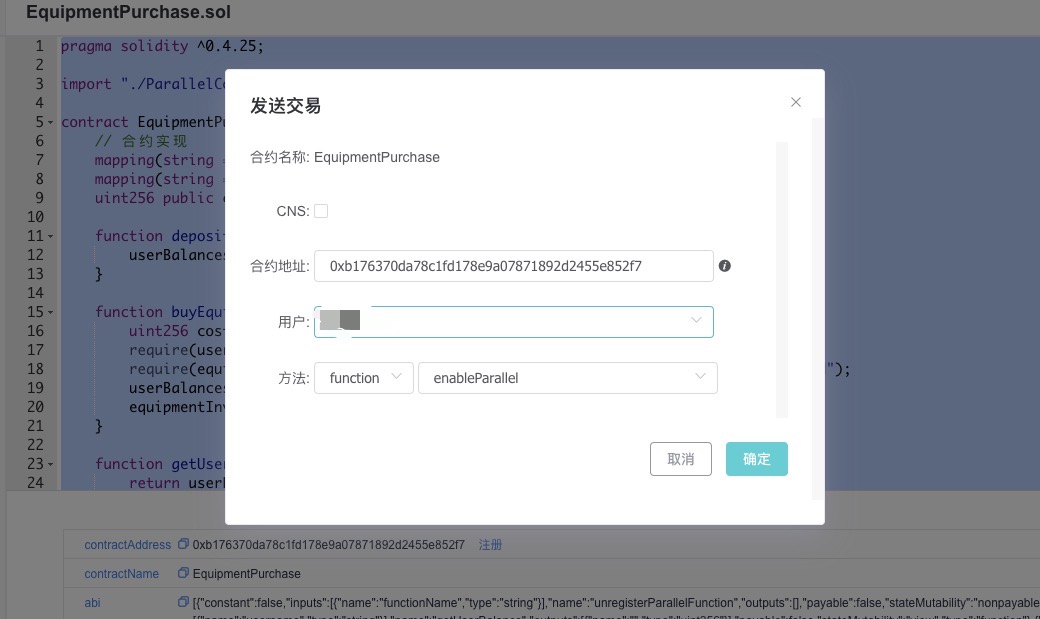 EquipmentPurchase.sol
1 pragma solidity ^0.4.25;
2
3 import "./ParallelCo
4
5 contract EquipmentPu
6 // 合约实现
7 mapping(string
8 mapping(string
9 uint256 public
10
11 function deposi
12 userBalances
13 }
14
15 function buyEqu
16 uint256 cos
17 require(use
18 require(equ ");
19 userBalances
20 equipmentIn
21 }
22
23 function getUse
24 return user
发送交易
合约名称: EquipmentPurchase
CNS:
合约地址: 0xb176370da78c1fd178e9a07871892d2455e852f7
用户:
方法: function enableParallel
取消 确定
contractAddress 0xb176370da78c1fd178e9a07871892d2455e852f7 注册
contractName EquipmentPurchase
abi [{"constant":false,"inputs":[{"name":"functionName","type":"string"}],"name":"unregisterParallelFunction","outputs":[],"payable":false,"stateMutability":"nonpayable